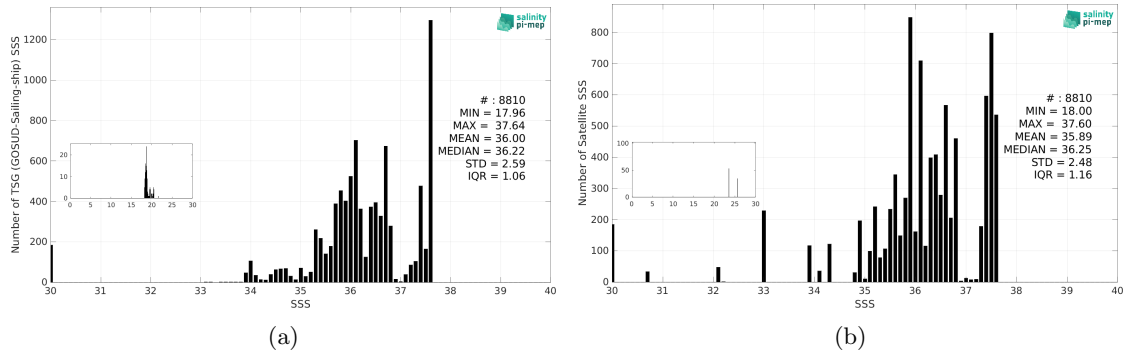 salinity
pi-mep
Number of TSG (GOSUD-Sailing-ship) SSS
1200
1000
800
600
400
200
0
# : 8810
MIN = 17.96
MAX = 37.64
MEAN = 36.00
MEDIAN = 36.22
STD = 2.59
IQR = 1.06
20
10
0
0 5 10 15 20 25 30
30 31 32 33 34 35 36 37 38 39 40
SSS
(a)
salinity
pi-mep
Number of Satellite SSS
800
700
600
500
400
300
200
100
0
# : 8810
MIN = 18.00
MAX = 37.60
MEAN = 35.89
MEDIAN = 36.25
STD = 2.48
IQR = 1.16
100
50
0
0 5 10 15 20 25 30
30 31 32 33 34 35 36 37 38 39 40
SSS
(b)